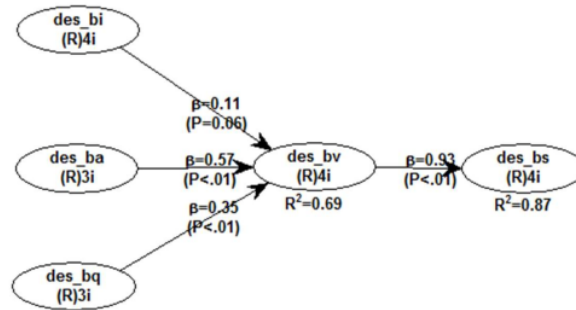 des_bi
(R)4i
β=0.11
(P=0.06)
des_ba
(R)3i
β=0.57
(P<.01)
des_bv
(R)4i
R²=0.69
β=0.93
(P<.01)
des_bs
(R)4i
R²=0.87
β=0.35
(P<.01)
des_bq
(R)3i